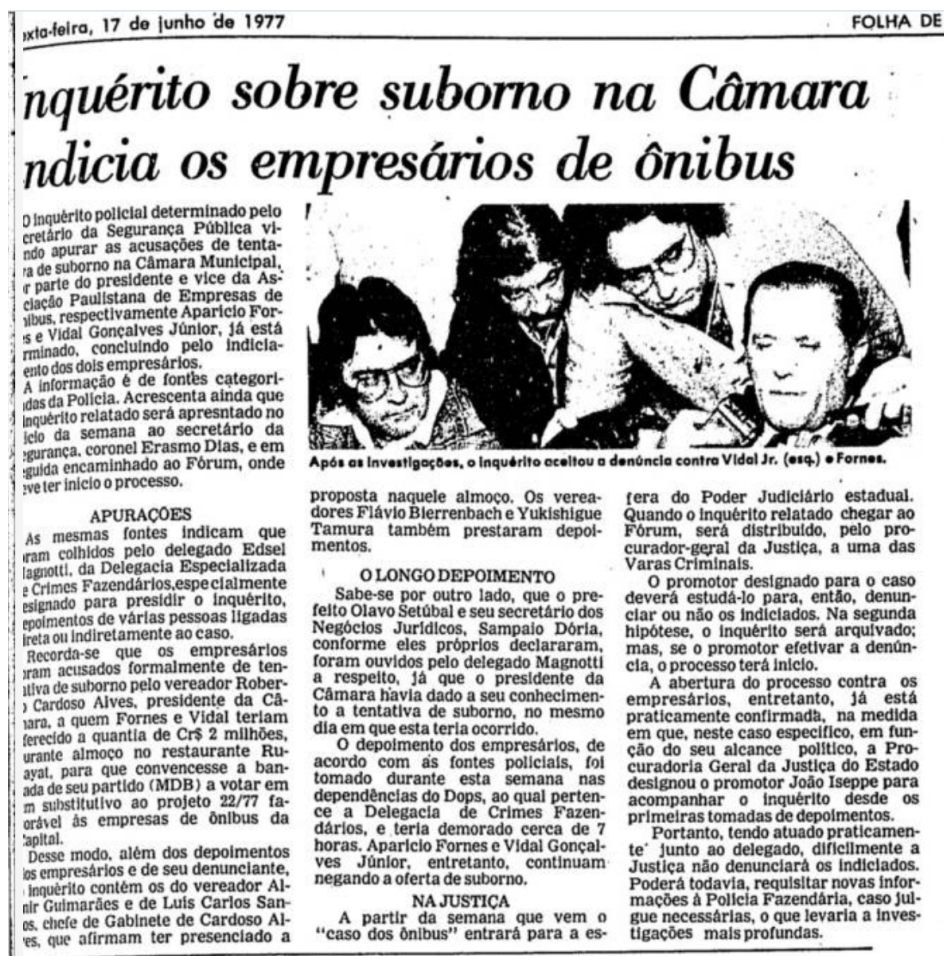 exta-feira, 17 de junho de 1977
FOLHA DE
nquérito sobre suborno na Câmara
ndicia os empresários de ônibus
O inquérito policial determinado pelo
cretário da Segurança Pública vi-
ndo apurar as acusações de tenta-
va de suborno na Câmara Municipal,
r parte do presidente e vice da As-
ciação Paulistana de Empresas de
nibus, respectivamente Aparicio For-
s e Vidal Gonçalves Júnior, já está
rminado, concluindo pelo indicia-
ento dos dois empresários.
A informação é de fontes categori-
das da Policia. Acrescenta ainda que
inquérito relatado será apresntado no
icio da semana ao secretário da
gurança, coronel Erasmo Dias, e em
guida encaminhado ao Fórum, onde
eve ter inicio o processo.
APURAÇÕES
As mesmas fontes indicam que
oram colhidos pelo delegado Edsel
agnotti, da Delegacia Especializada
e Crimes Fazendários,especialmente
esignado para presidir o inquérito,
epoimentos de várias pessoas ligadas
ireta ou indiretamente ao caso.
Recorda-se que os empresários
oram acusados formalmente de ten-
tiva de suborno pelo vereador Rober-
o Cardoso Alves, presidente da Câ-
nara, a quem Fornes e Vidal teriam
ferecido a quantia de Cr$ 2 milhões,
urante almoço no restaurante Ru-
ayat, para que convencesse a ban-
ada de seu partido (MDB) a votar em
m substitutivo ao projeto 22/77 fa-
orável às empresas de ônibus da
apital.
Desse modo, além dos depoimentos
os empresários e de seu denunciante,
inquérito contém os do vereador Al-
nir Guimarães e de Luis Carlos San-
os, chefe de Gabinete de Cardoso Al-
es, que afirmam ter presenciado a
Após as investigações, o inquérito aceitou a denúncia contra Vidal Jr. (esq.) e Fornes.
proposta naquele almoço. Os verea-
dores Flávio Bierrenbach e Yukishigue
Tamura também prestaram depoi-
mentos.
O LONGO DEPOIMENTO
Sabe-se por outro lado, que o pre-
feito Olavo Setúbal e seu secretário dos
Negócios Jurídicos, Sampaio Dória,
conforme eles próprios declararam,
foram ouvidos pelo delegado Magnotti
a respeito, já que o presidente da
Câmara havia dado a seu conhecimen-
to a tentativa de suborno, no mesmo
dia em que esta teria ocorrido.
O depoimento dos empresários, de
acordo com as fontes policiais, foi
tomado durante esta semana nas
dependências do Dops, ao qual perten-
ce a Delegacia de Crimes Fazen-
dários, e teria demorado cerca de 7
horas. Aparicio Fornes e Vidal Gonçal-
ves Júnior, entretanto, continuam
negando a oferta de suborno.
NA JUSTIÇA
A partir da semana que vem o
"caso dos ônibus" entrará para a es-
fera do Poder Judiciário estadual.
Quando o inquérito relatado chegar ao
Fórum, será distribuído, pelo pro-
curador-geral da Justiça, a uma das
Varas Criminais.
O promotor designado para o caso
deverá estudá-lo para, então, denun-
ciar ou não os indiciados. Na segunda
hipótese, o inquérito será arquivado;
mas, se o promotor efetivar a denún-
cia, o processo terá inicio.
A abertura do processo contra os
empresários, entretanto, já está
praticamente confirmada, na medida
em que, neste caso especifico, em fun-
ção do seu alcance politico, a Pro-
curadoria Geral da Justiça do Estado
designou o promotor João Iseppe para
acompanhar o inquérito desde os
primeiras tomadas de depoimentos.
Portanto, tendo atuado praticamen-
te junto ao delegado, dificilmente a
Justiça não denunciará os indiciados.
Poderá todavia, requisitar novas infor-
mações à Policia Fazendária, caso jul-
gue necessárias, o que levaria a inves-
tigações mais profundas.